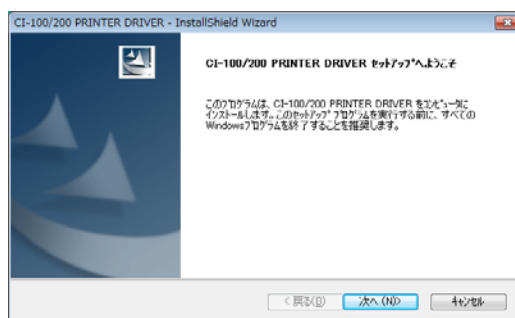 CI-100/200 PRINTER DRIVER - InstallShield Wizard
CI-100/200 PRINTER DRIVER ｾｯﾄｱｯﾌﾟへようこそ
このﾌﾟﾛｸﾞﾗﾑは、CI-100/200 PRINTER DRIVER をｺﾝﾋﾟｭｰﾀに
ｲﾝｽﾄｰﾙします。このｾｯﾄｱｯﾌﾟ ﾌﾟﾛｸﾞﾗﾑを実行する前に、すべての
Windowsﾌﾟﾛｸﾞﾗﾑを終了することを推奨します。
< 戻る(B)
次へ (N)>
ｷｬﾝｾﾙ